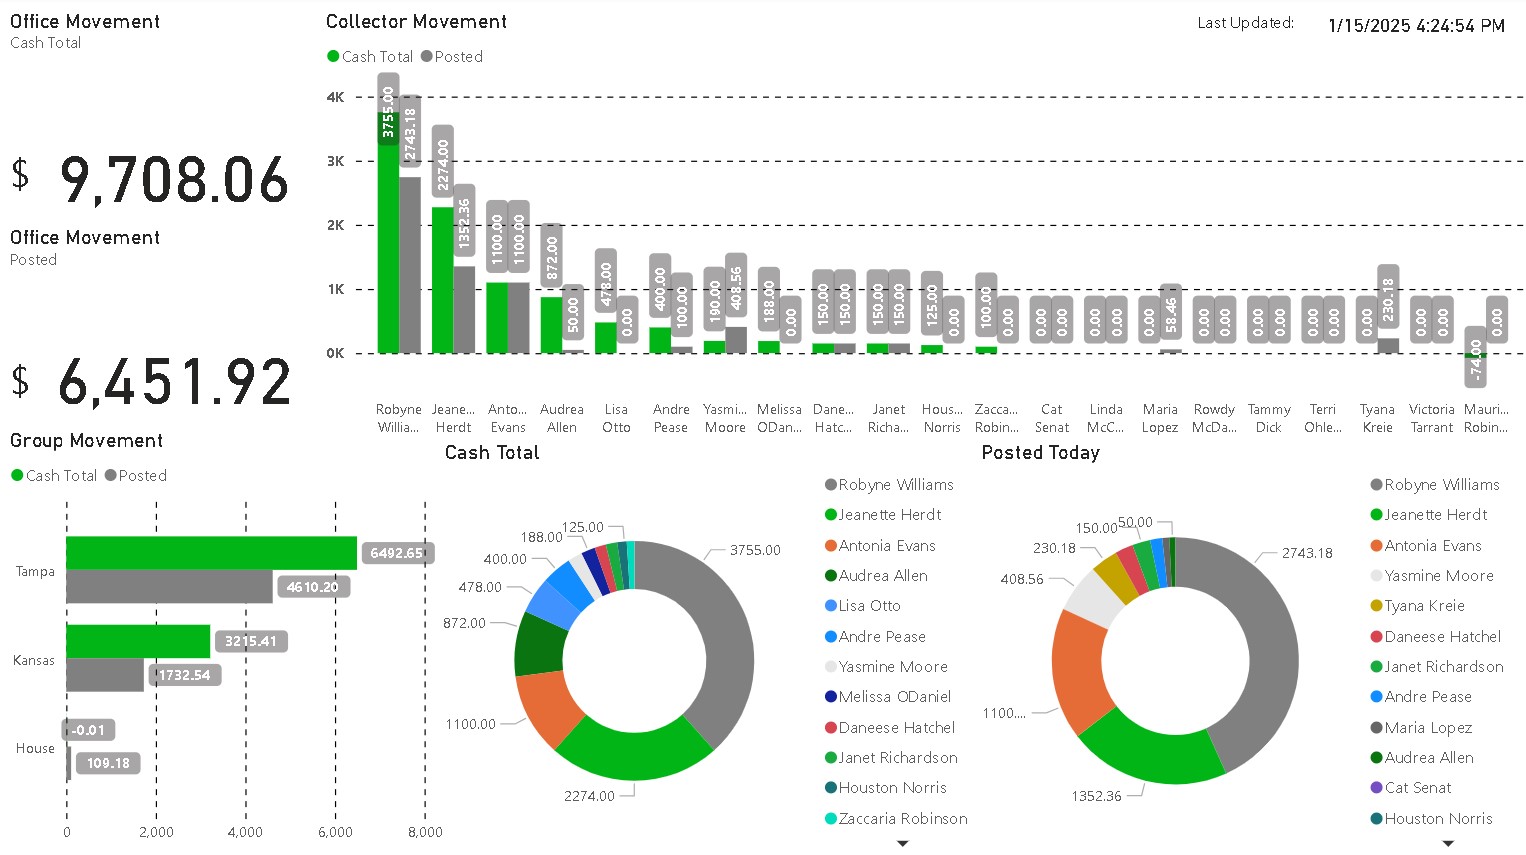 Office Movement
Cash Total
$ 9,708.06
Office Movement
Posted
$ 6,451.92
Collector Movement
Cash Total Posted
Last Updated: 1/15/2025 4:24:54 PM
4K
3K
2K
1K
0K
3755.00 2743.18 2274.00 1352.36 1100.00 1100.00 872.00 50.00 478.00 0.00 400.00 100.00 190.00 408.56 188.00 0.00 150.00 150.00 150.00 150.00 125.00 0.00 100.00 0.00 0.00 0.00 0.00 0.00 0.00 58.46 0.00 0.00 0.00 0.00 0.00 0.00 0.00 230.18 0.00 0.00 -74.00 0.00
Robyne Jeane... Anto... Audrea Lisa Andre Yasmi... Melissa Dane... Janet Hous... Zacca... Cat Linda Maria Rowdy Tammy Terri Tyana Victoria Mauri...
Willia... Herdt Evans Allen Otto Pease Moore ODan... Hatc... Richa... Norris Robin... Senat McC... Lopez McDa... Dick Ohle... Kreie Tarrant Robin...
Group Movement
Cash Total Posted
Tampa
6492.65
4610.20
Kansas
3215.41
1732.54
House
-0.01
109.18
0 2,000 4,000 6,000 8,000
Cash Total
125.00
188.00
400.00
478.00
872.00
1100.00
2274.00
3755.00
Robyne Williams
Jeanette Herdt
Antonia Evans
Audrea Allen
Lisa Otto
Andre Pease
Yasmine Moore
Melissa ODaniel
Daneese Hatchel
Janet Richardson
Houston Norris
Zaccaria Robinson
Posted Today
50.00
150.00
230.18
408.56
1100....
1352.36
2743.18
Robyne Williams
Jeanette Herdt
Antonia Evans
Yasmine Moore
Tyana Kreie
Daneese Hatchel
Janet Richardson
Andre Pease
Maria Lopez
Audrea Allen
Cat Senat
Houston Norris